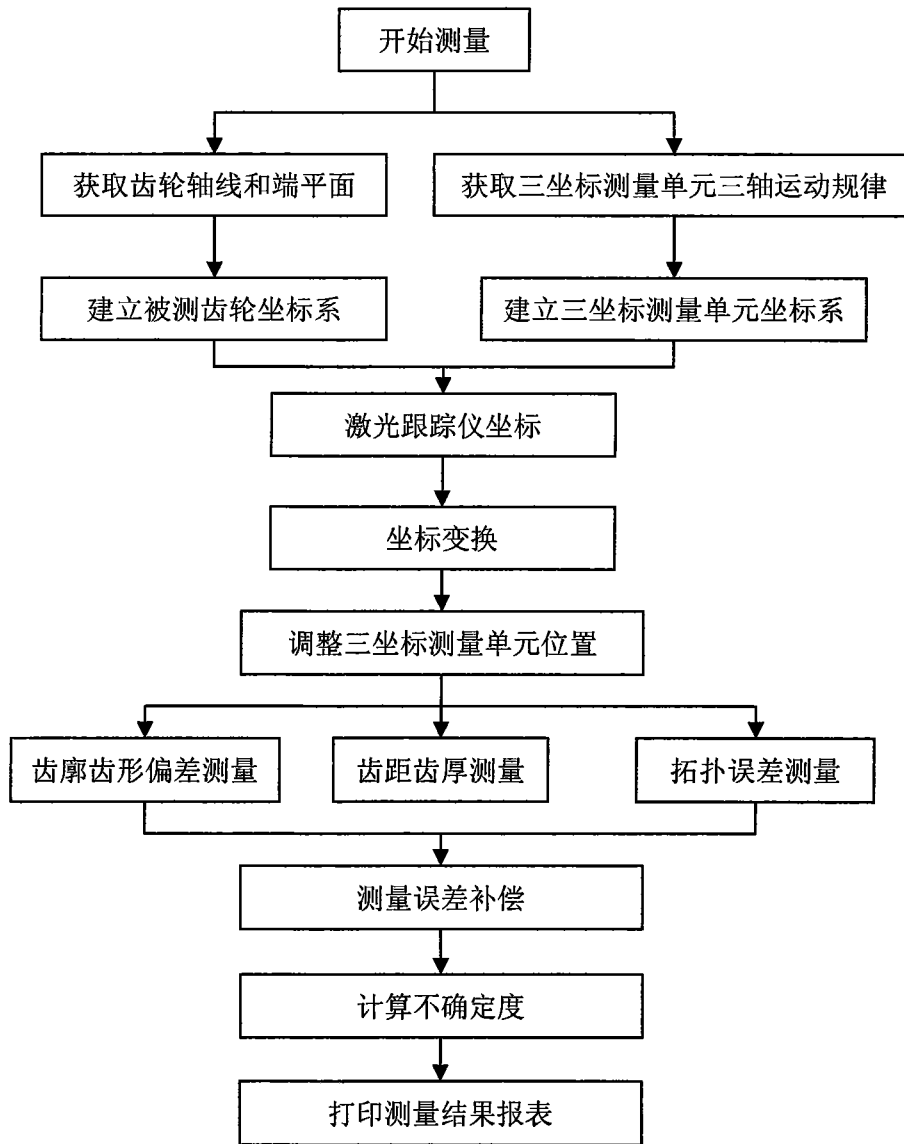 开始测量
获取齿轮轴线和端平面
获取三坐标测量单元三轴运动规律
建立被测齿轮坐标系
建立三坐标测量单元坐标系
激光跟踪仪坐标
坐标变换
调整三坐标测量单元位置
齿廓齿形偏差测量
齿距齿厚测量
拓扑误差测量
测量误差补偿
计算不确定度
打印测量结果报表